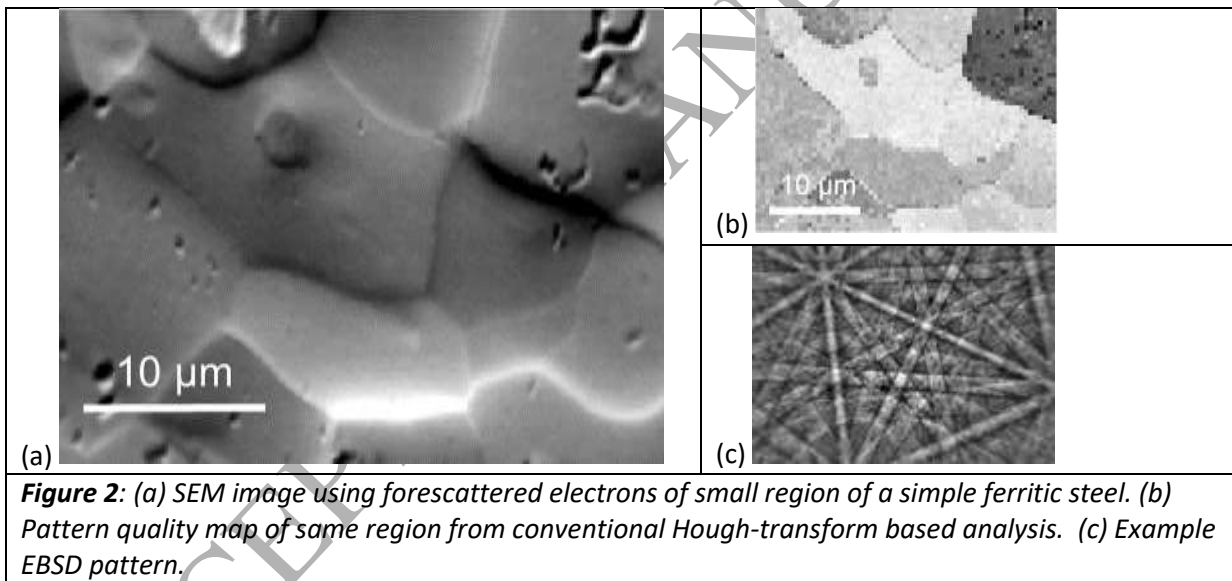 10 µm
(a)
10 µm
(b)
(c)
Figure 2: (a) SEM image using forescattered electrons of small region of a simple ferritic steel. (b)
Pattern quality map of same region from conventional Hough-transform based analysis. (c) Example
EBSD pattern.